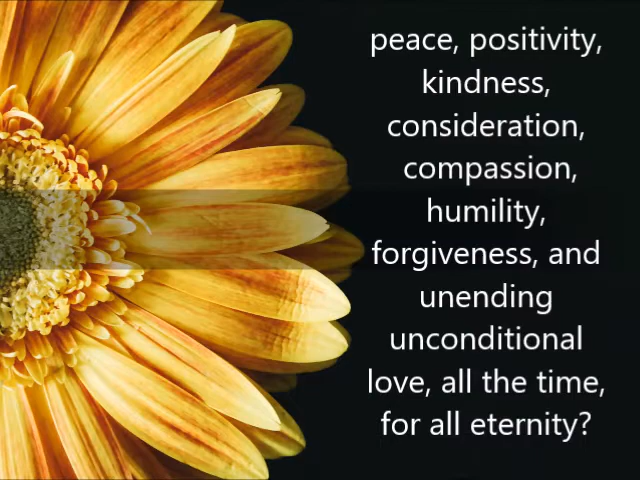 peace, positivity,
kindness,
consideration,
compassion,
humility,
forgiveness, and
unending
unconditional
love, all the time,
for all eternity?